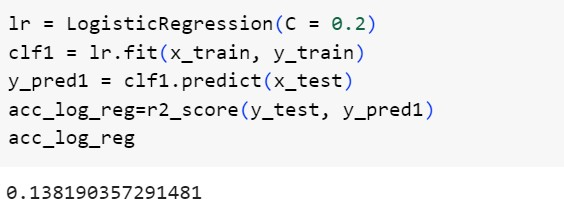 lr = LogisticRegression(C = 0.2)
clf1 = lr.fit(x_train, y_train)
y_pred1 = clf1.predict(x_test)
acc_log_reg=r2_score(y_test, y_pred1)
acc_log_reg
0.138190357291481